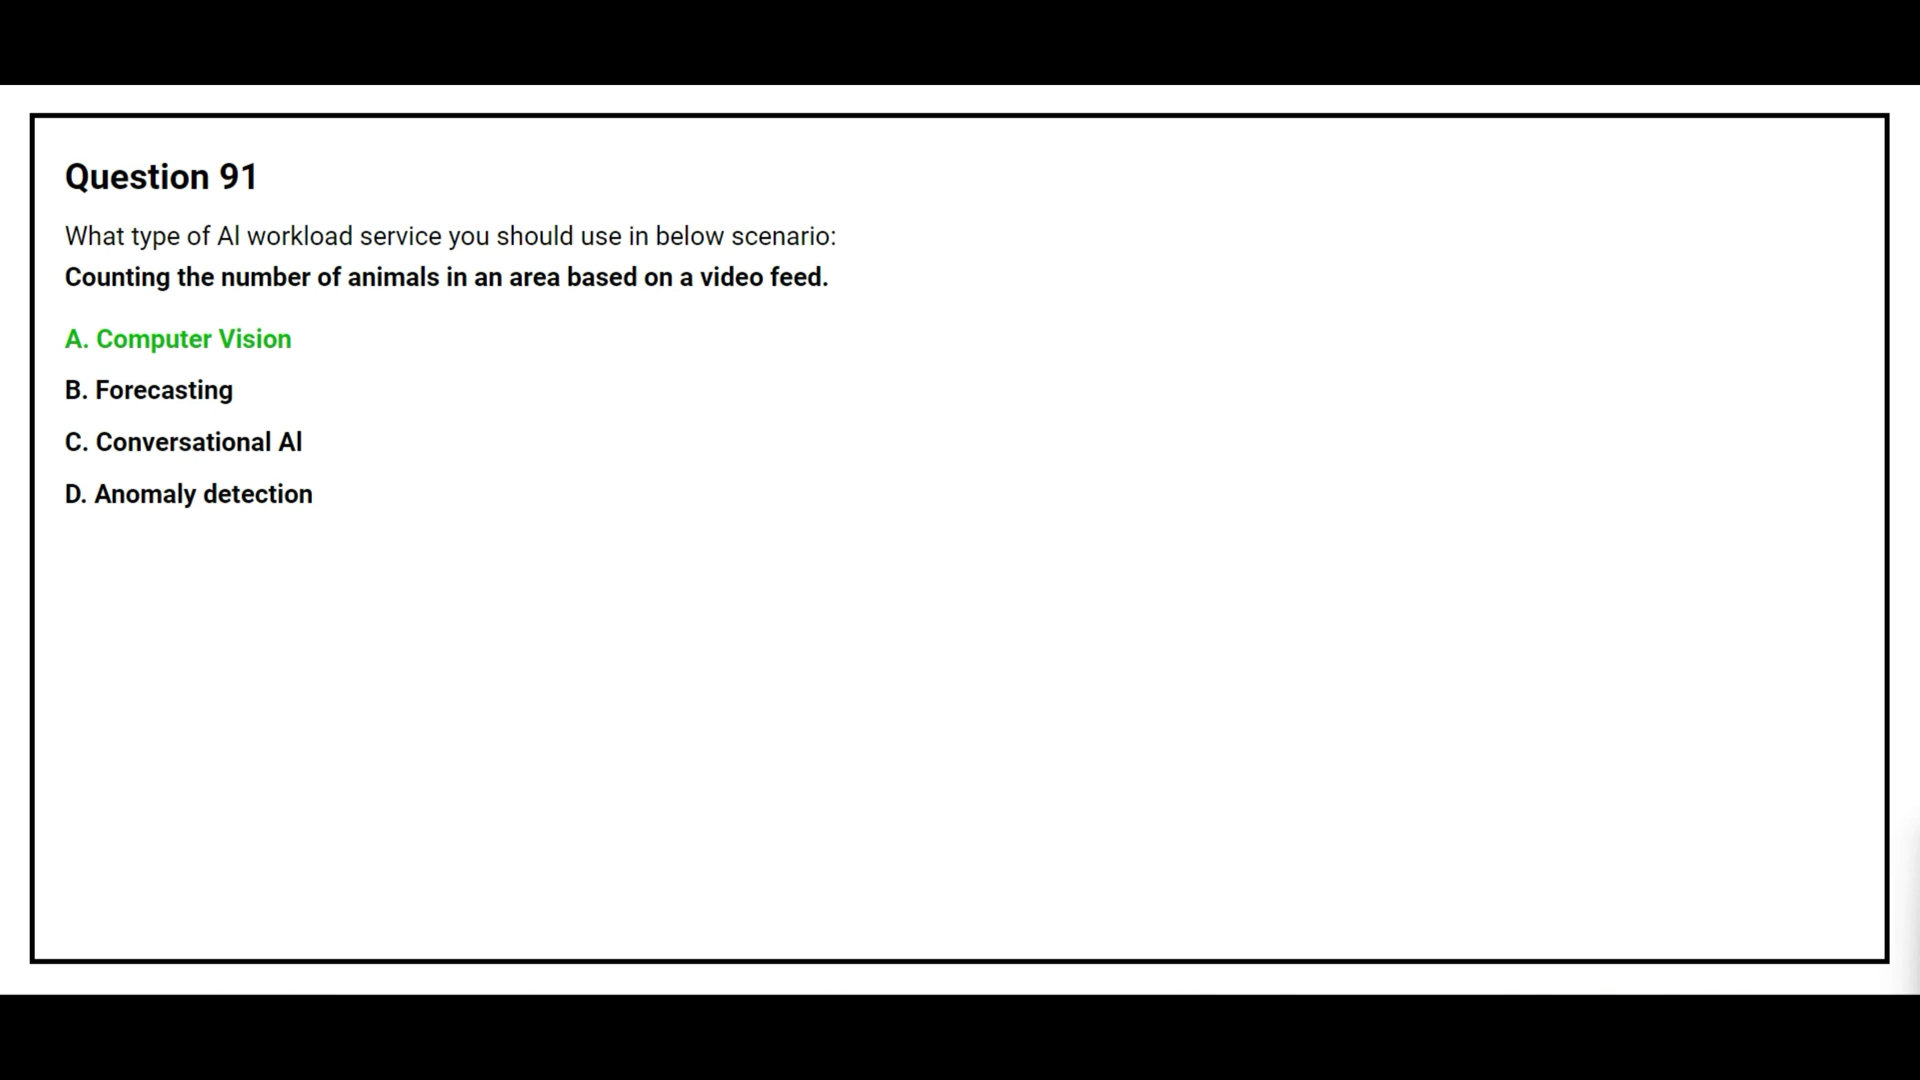 Question 91
What type of AI workload service you should use in below scenario:
Counting the number of animals in an area based on a video feed.
A. Computer Vision
B. Forecasting
C. Conversational AI
D. Anomaly detection